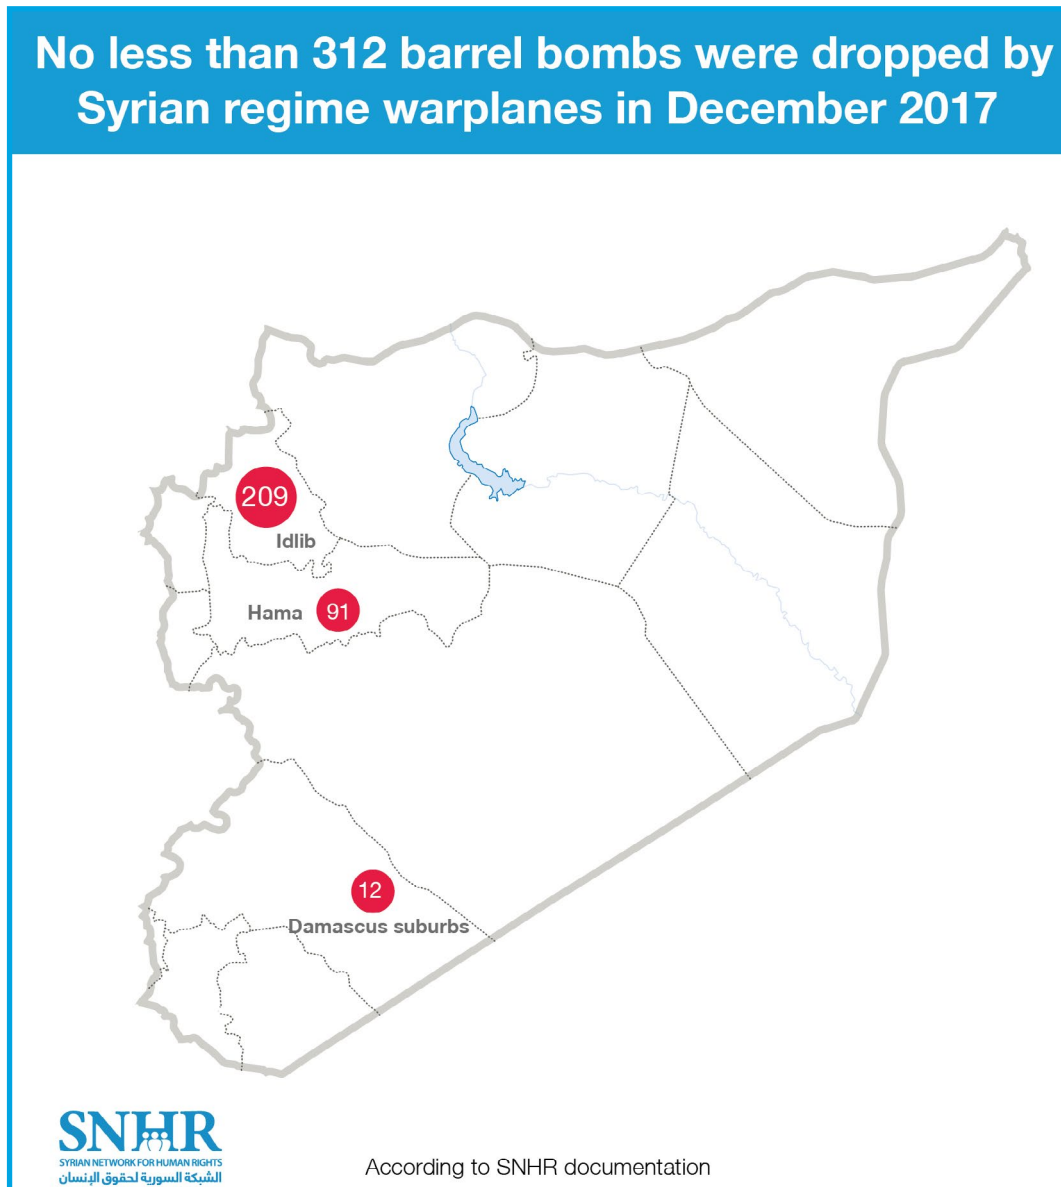 No less than 312 barrel bombs were dropped by
Syrian regime warplanes in December 2017
209
Idlib
Hama 91
12
Damascus suburbs
SNHR
SYRIAN NETWORK FOR HUMAN RIGHTS
الشبكة السورية لحقوق الإنسان
According to SNHR documentation